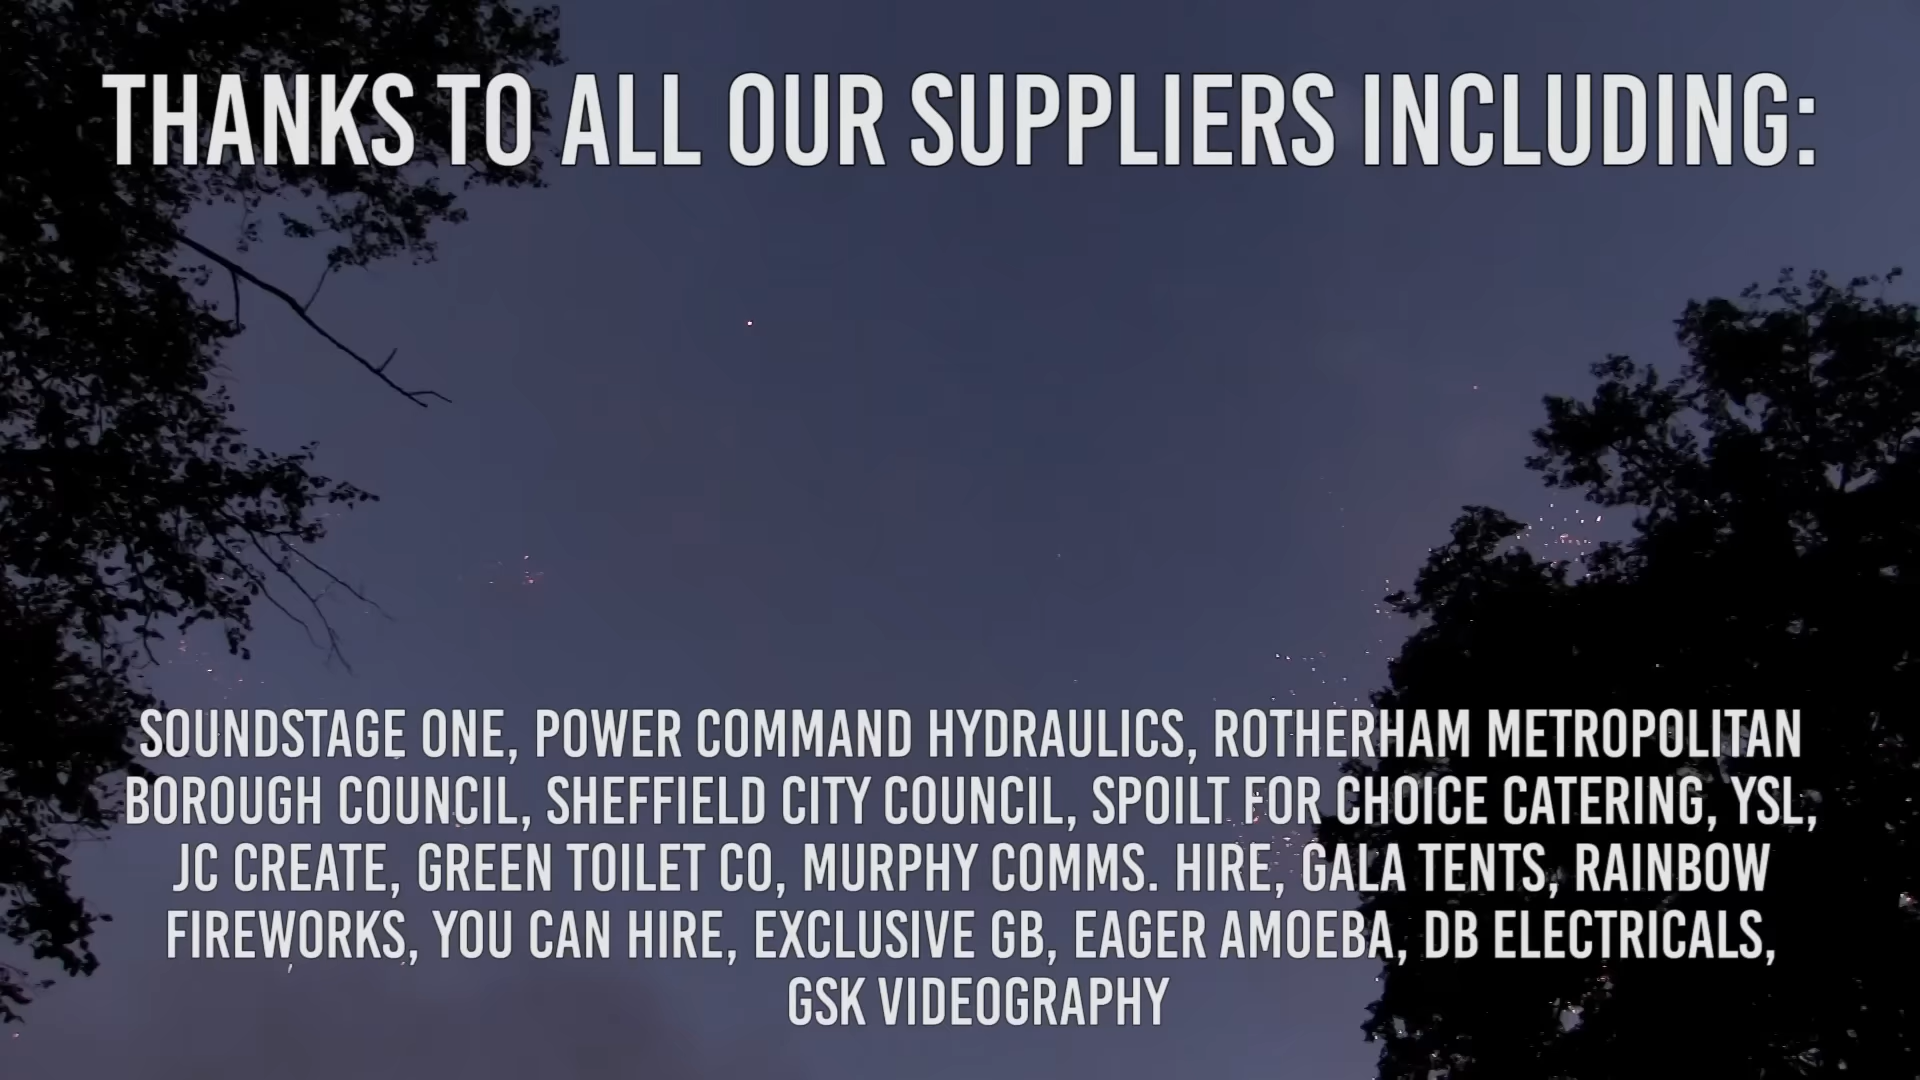 THANKS TO ALL OUR SUPPLIERS INCLUDING:
SOUNDSTAGE ONE, POWER COMMAND HYDRAULICS, ROTHERHAM METROPOLITAN
BOROUGH COUNCIL, SHEFFIELD CITY COUNCIL, SPOILT FOR CHOICE CATERING, YSL,
JC CREATE, GREEN TOILET CO, MURPHY COMMS. HIRE, GALA TENTS, RAINBOW
FIREWORKS, YOU CAN HIRE, EXCLUSIVE GB, EAGER AMOEBA, DB ELECTRICALS,
GSK VIDEOGRAPHY